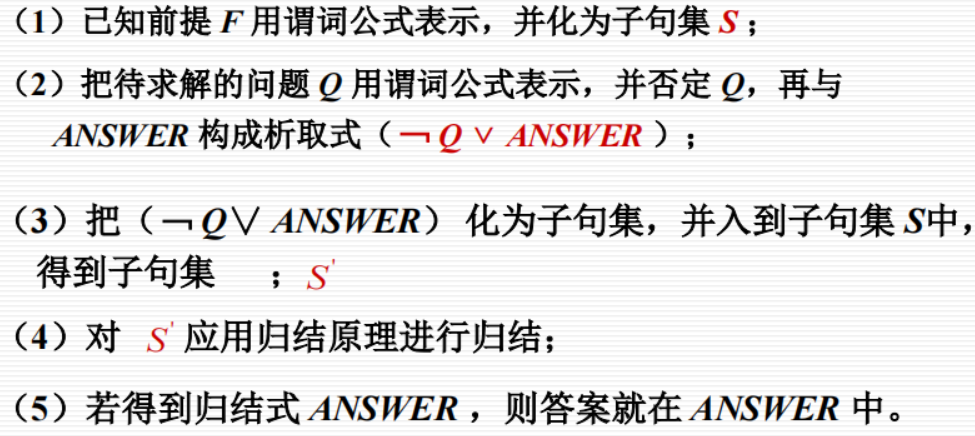 (1)已知前提 F 用谓词公式表示，并化为子句集 S；
(2)把待求解的问题 Q 用谓词公式表示，并否定 Q，再与
ANSWER 构成析取式（¬Q∨ANSWER）；
(3)把（¬Q∨ANSWER）化为子句集，并入到子句集 S中，
得到子句集 ；S'
(4)对 S' 应用归结原理进行归结；
(5)若得到归结式 ANSWER ，则答案就在 ANSWER 中。